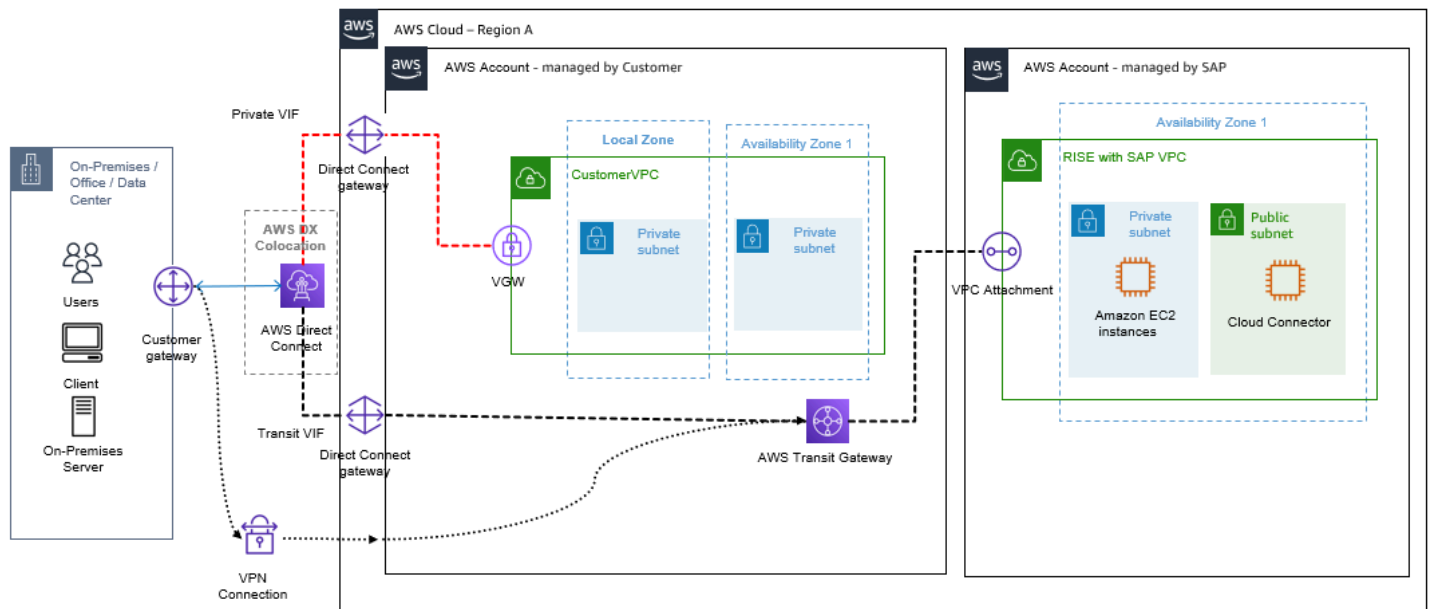 aws
AWS Cloud – Region A
aws
AWS Account - managed by Customer
aws
AWS Account - managed by SAP
Private VIF
Direct Connect
gateway
Local Zone
Availability Zone 1
Availability Zone 1
On-Premises /
Office / Data
Center
CustomerVPC
RISE with SAP VPC
AWS DX
Colocation
Private
subnet
Private
subnet
Private
subnet
Public
subnet
Users
VGW
VPC Attachment
Customer
gateway
AWS Direct
Connect
Amazon EC2
instances
Cloud Connector
Client
Transit VIF
On-Premises
Server
Direct Connect
gateway
AWS Transit Gateway
VPN
Connection